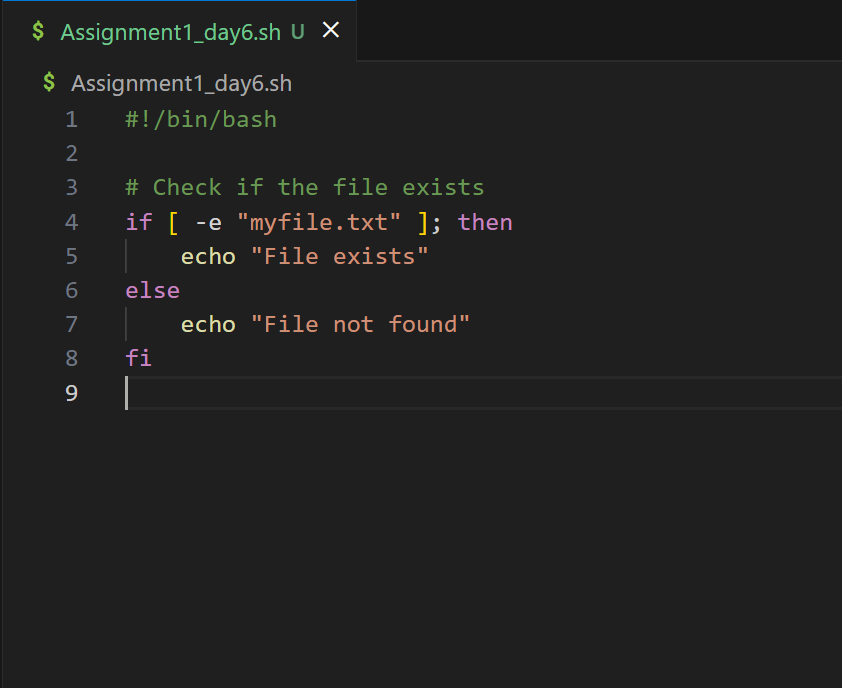 $ Assignment1_day6.sh U ×
$ Assignment1_day6.sh
1 #!/bin/bash
2
3 # Check if the file exists
4 if [ -e "myfile.txt" ]; then
5     echo "File exists"
6 else
7     echo "File not found"
8 fi
9